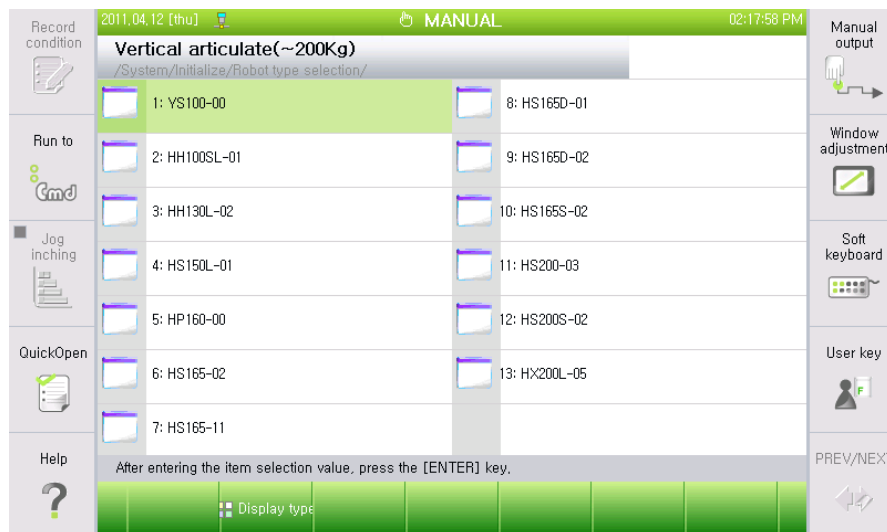 Record
condition
2011,04,12 [thu]
MANUAL
02:17:58 PM
Manual
output
Vertical articulate(~200Kg)
/System/Initialize/Robot type selection/
Run to
Cmd
Jog
inching
QuickOpen
Help
?
1: YS100-00
2: HH100SL-01
3: HH130L-02
4: HS150L-01
5: HP160-00
6: HS165-02
7: HS165-11
8: HS165D-01
9: HS165D-02
10: HS165S-02
11: HS200-03
12: HS200S-02
13: HX200L-05
Window
adjustment
Soft
keyboard
User key
F
PREV/NEX
After entering the item selection value, press the [ENTER] key,
Display type